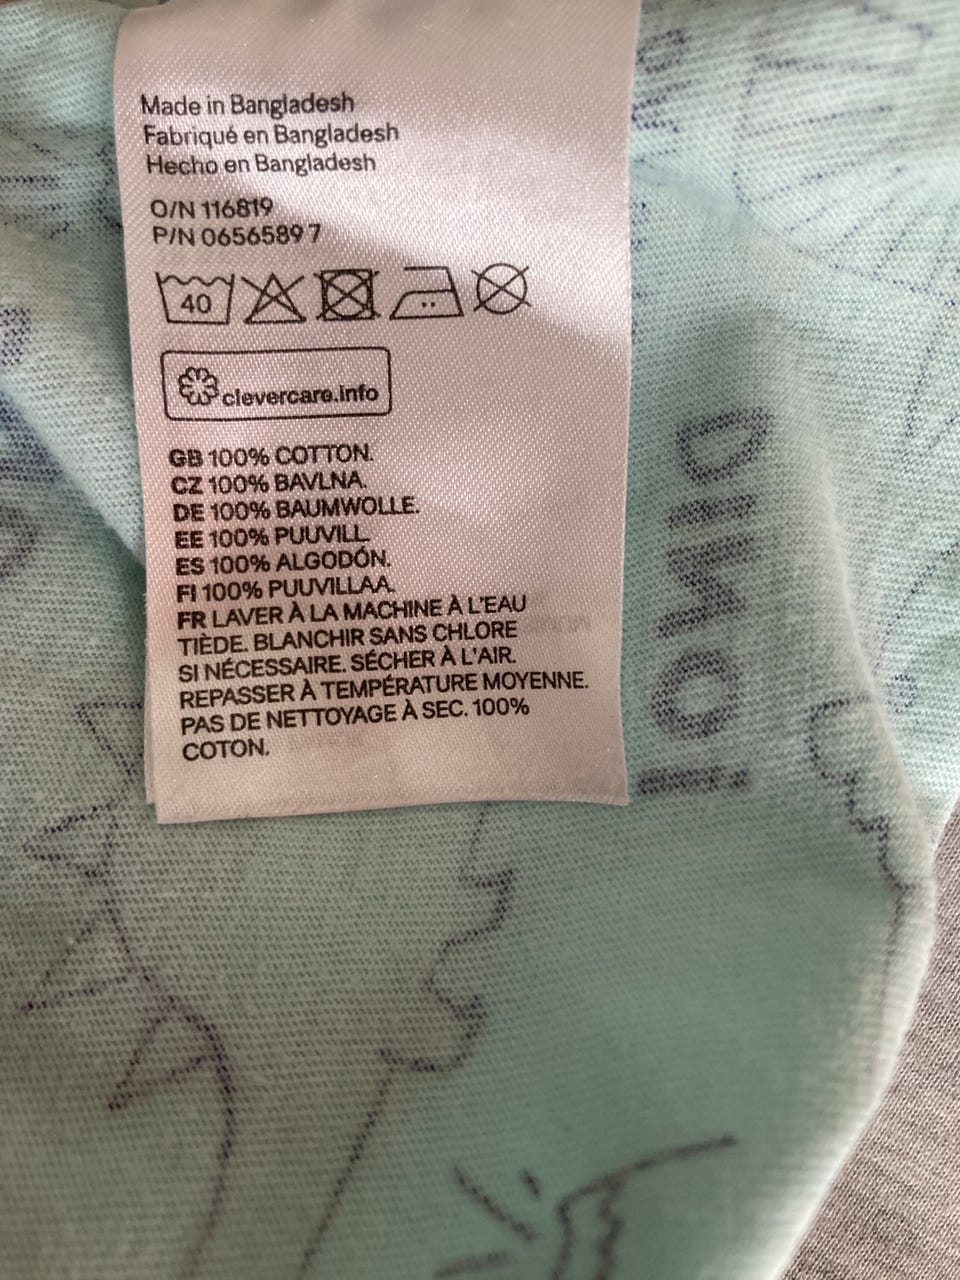 Made in Bangladesh
Fabriqué en Bangladesh
Hecho en Bangladesh
O/N 116819
P/N 0656589 7
40
clevercare.info
GB 100% COTTON.
CZ 100% BAVLNA.
DE 100% BAUMWOLLE.
EE 100% PUUVILL.
ES 100% ALGODÓN.
FI 100% PUUVILLAA.
FR LAVER À LA MACHINE À L'EAU
TIÈDE. BLANCHIR SANS CHLORE
SI NÉCESSAIRE. SÉCHER À L'AIR.
REPASSER À TEMPÉRATURE MOYENNE.
PAS DE NETTOYAGE À SEC. 100%
COTON.